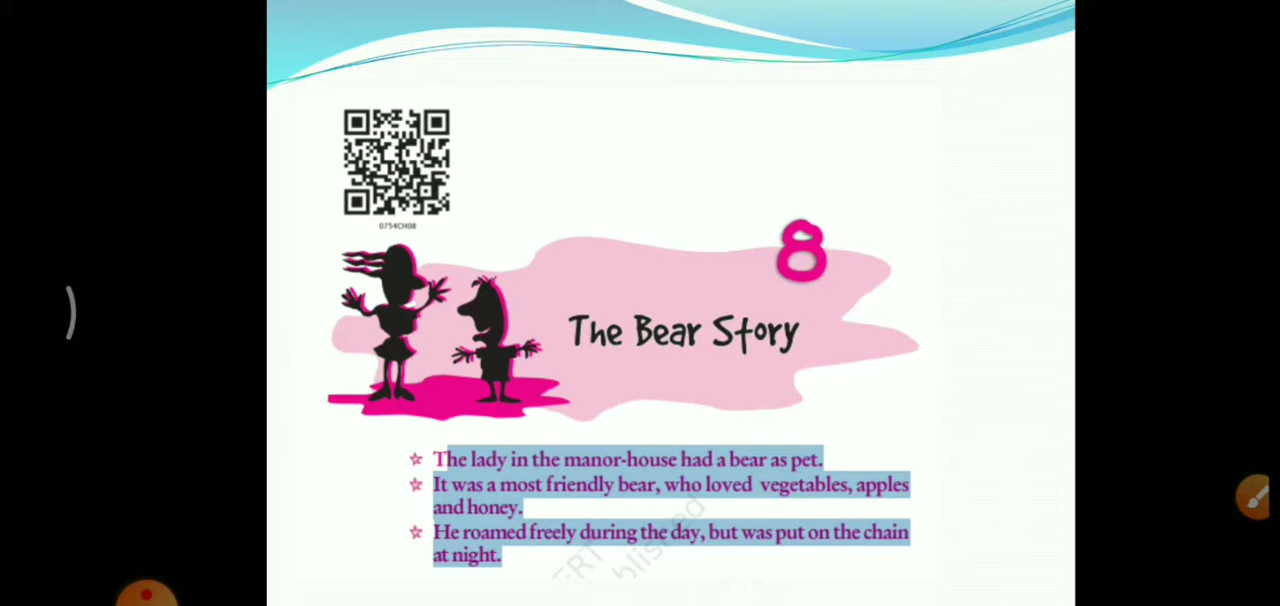 0754CH08
8
The Bear Story
☆ The lady in the manor-house had a bear as pet.
☆ It was a most friendly bear, who loved vegetables, apples
and honey.
☆ He roamed freely during the day, but was put on the chain
at night.